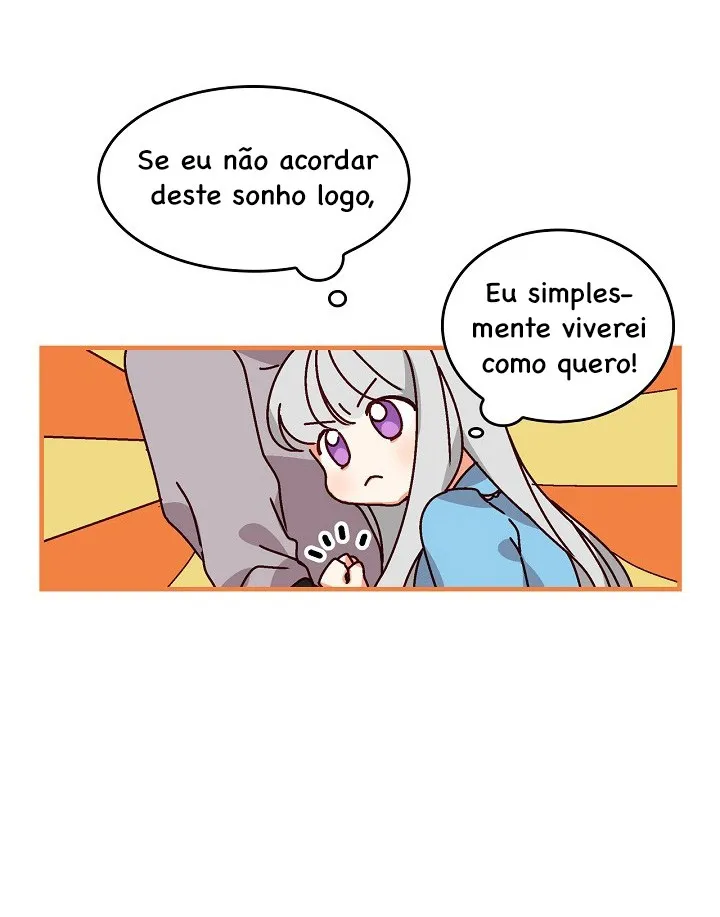 Se eu não acordar
deste sonho logo,
Eu simples-
mente viverei
como quero!